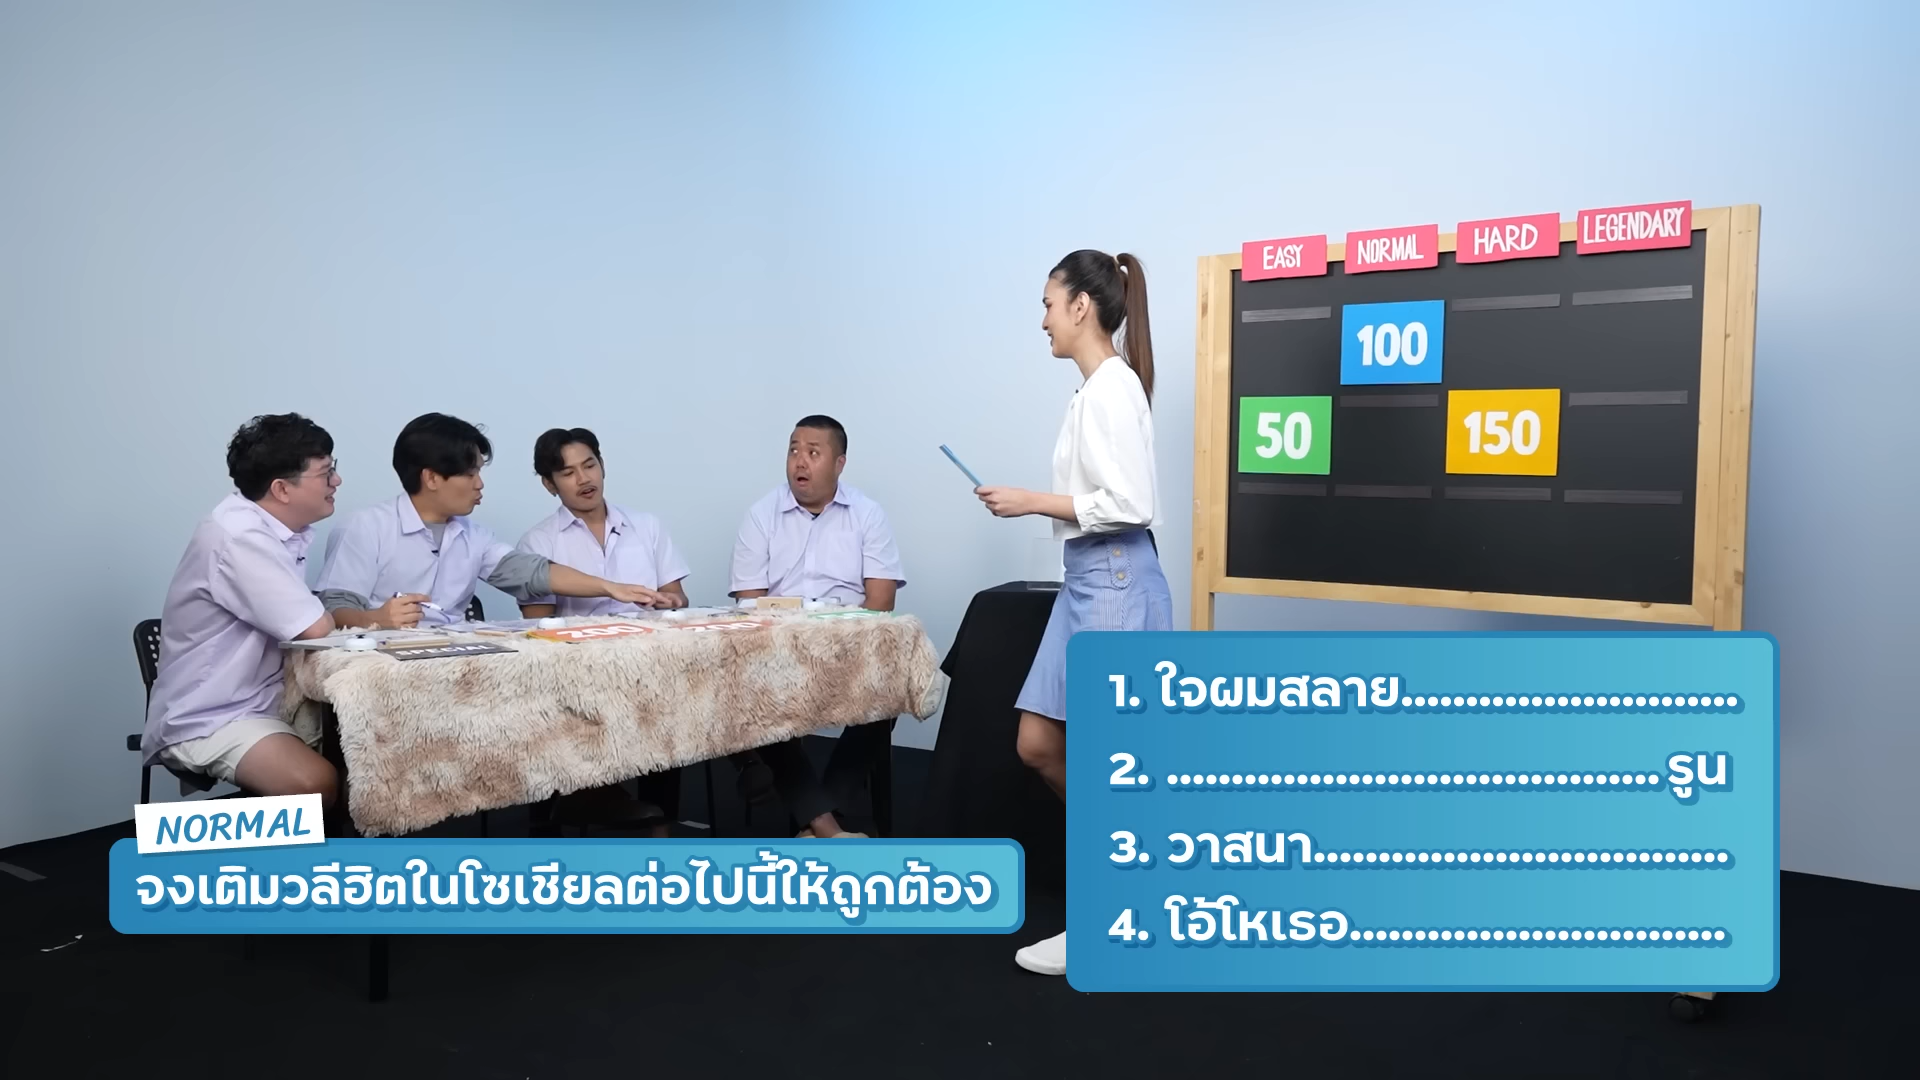 EASY
NORMAL
HARD
LEGENDARY
100
50
150
200
200
SPECIAL
1. ใจผมสลาย..........................
2. ...................................... รูน
3. วาสนา................................
4. โอ้โหเธอ.............................
NORMAL
จงเติมวลีฮิตในโซเชียลต่อไปนี้ให้ถูกต้อง